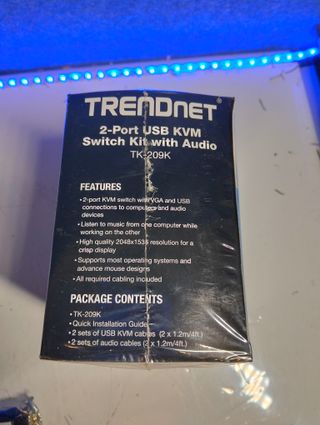 TRENDNET®
2-Port USB KVM
Switch Kit with Audio
TK-209K
FEATURES
• 2-port KVM switch with VGA and USB
connections to computers and audio
devices
• Listen to music from one computer while
working on the other
• High quality 2048x1536 resolution for a
crisp display
• Supports most operating systems and
advance mouse designs
• All required cabling included
PACKAGE CONTENTS
• TK-209K
• Quick Installation Guide
• 2 sets of USB KVM cables (2 x 1.2m/4ft.)
• 2 sets of audio cables (2 x 1.2m/4ft.)